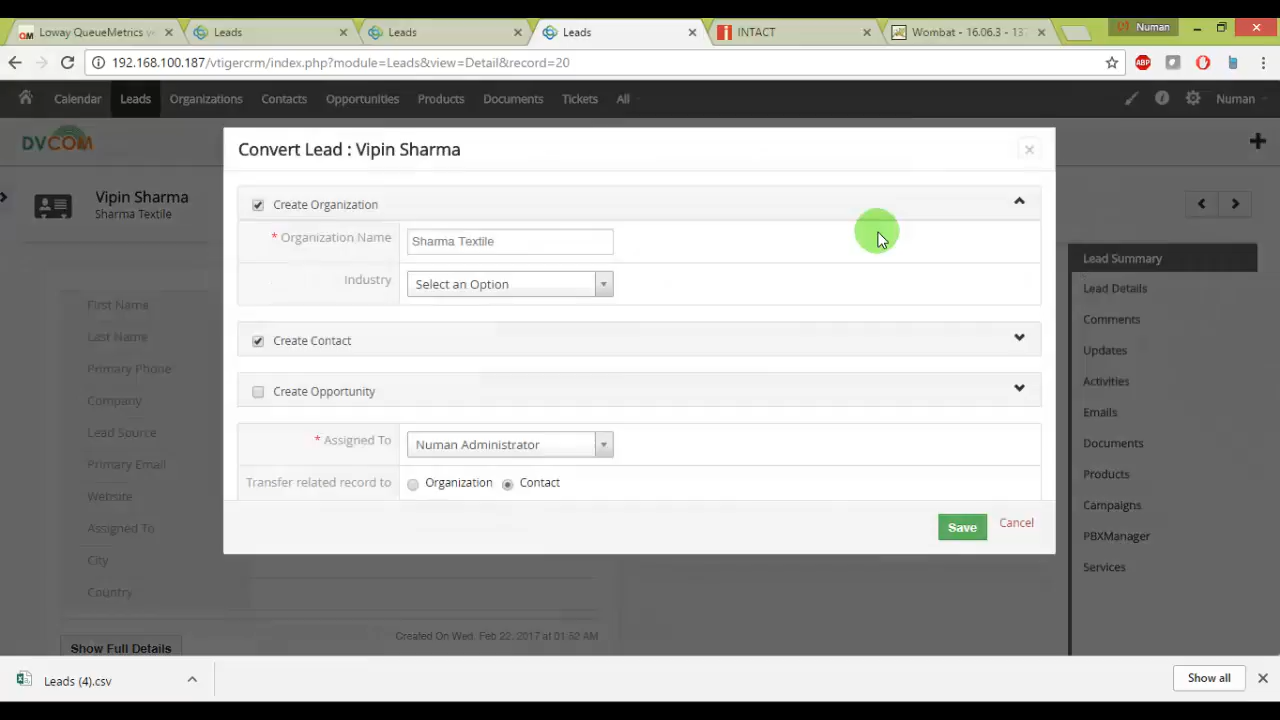 Loway QueueMetrics
Leads
Leads
Leads
INTACT
Wombat - 16.06.3 - 13
Numan
192.168.100.187/vtigercrm/index.php?module=Leads&view=Detail&record=20
ABP
Calendar
Leads
Organizations
Contacts
Opportunities
Products
Documents
Tickets
All
Numan
DVCOM
Convert Lead : Vipin Sharma
Vipin Sharma
Sharma Textile
Create Organization
* Organization Name
Sharma Textile
Industry
Select an Option
Create Contact
Create Opportunity
* Assigned To
Numan Administrator
Transfer related record to
Organization
Contact
Save
Cancel
First Name
Last Name
Primary Phone
Company
Lead Source
Primary Email
Website
Assigned To
City
Country
Created On Wed, Feb 22, 2017 at 01:52 AM
Show Full Details
Lead Summary
Lead Details
Comments
Updates
Activities
Emails
Documents
Products
Campaigns
PBXManager
Services
Leads (4).csv
Show all